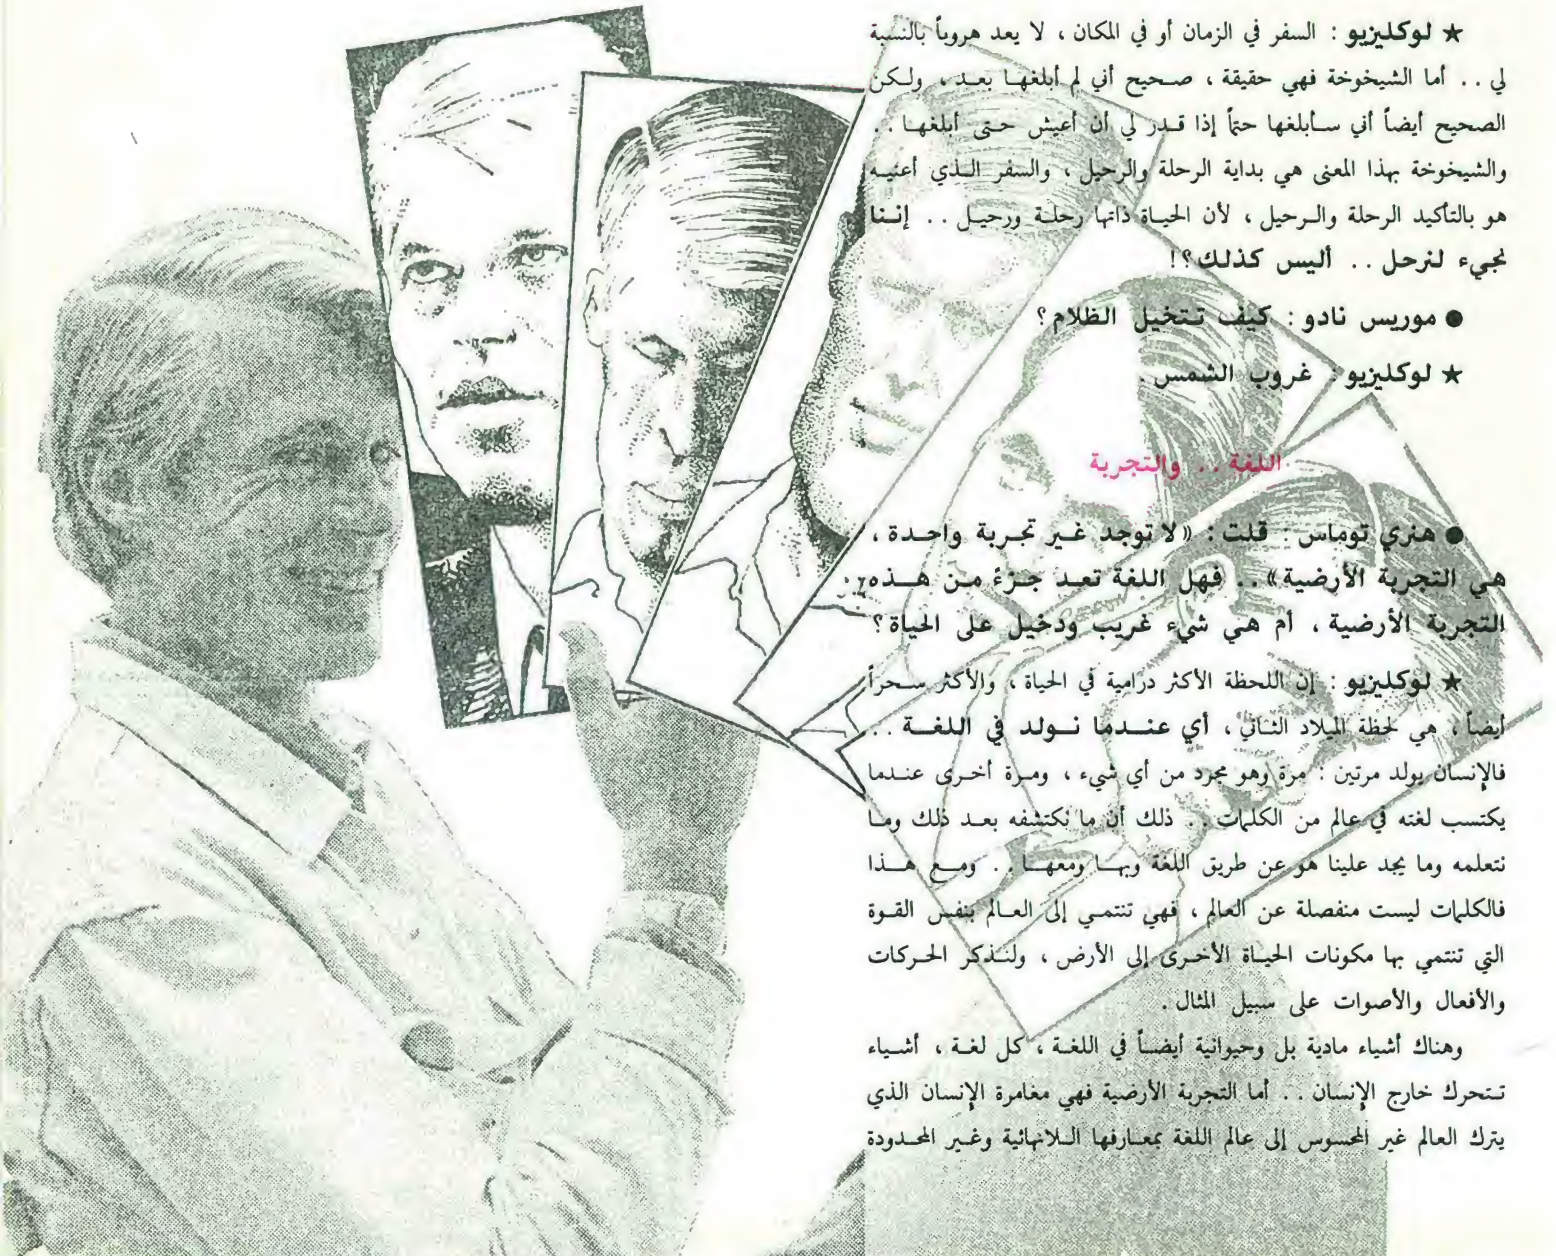 ★ لوكليزيو : السفر في الزمان أو في المكان ، لا يعد هروباً بالنسبة
لي . . أما الشيخوخة فهي حقيقة ، صحيح أني لم أبلغها بعد ، ولكن
الصحيح أيضاً أني سأبلغها حتماً إذا قدر لي أن أعيش حتى أبلغها . .
والشيخوخة بهذا المعنى هي بداية الرحلة والرحيل ، والسفر الذي أعنيه
هو بالتأكيد الرحلة والرحيل ، لأن الحياة ذاتها رحلة ورحيل . . إننا
نجيء لنرحل . . أليس كذلك؟!
● موريس نادو : كيف تتخيل الظلام؟
★ لوكليزيو : غروب الشمس .
اللغة . . والتجربة
● هنري توماس : قلت : «لا توجد غير تجربة واحدة ،
هي التجربة الأرضية» . . فهل اللغة تعد جزءً من هذه
التجربة الأرضية ، أم هي شيء غريب ودخيل على الحياة؟
★ لوكليزيو : إن اللحظة الأكثر درامية في الحياة ، والأكثر سحراً
أيضاً ، هي لحظة الميلاد الثاني ، أي عندما نولد في اللغة . .
فالإنسان يولد مرتين : مرة وهو مجرد من أي شيء ، ومرة أخرى عندما
يكتسب لغته في عالم من الكلمات . . ذلك أن ما نكتشفه بعد ذلك وما
نتعلمه وما يجد علينا هو عن طريق اللغة وبها ومعها . . ومع هذا
فالكلمات ليست منفصلة عن العالم ، فهي تنتمي إلى العالم بنفس القوة
التي تنتمي بها مكونات الحياة الأخرى إلى الأرض ، ولنذكر الحركات
والأفعال والأصوات على سبيل المثال .
وهناك أشياء مادية بل وحيوانية أيضاً في اللغة ، كل لغة ، أشياء
تتحرك خارج الإنسان . . أما التجربة الأرضية فهي مغامرة الإنسان الذي
يترك العالم غير المحسوس إلى عالم اللغة بمعارفها اللانهائية وغير المحدودة